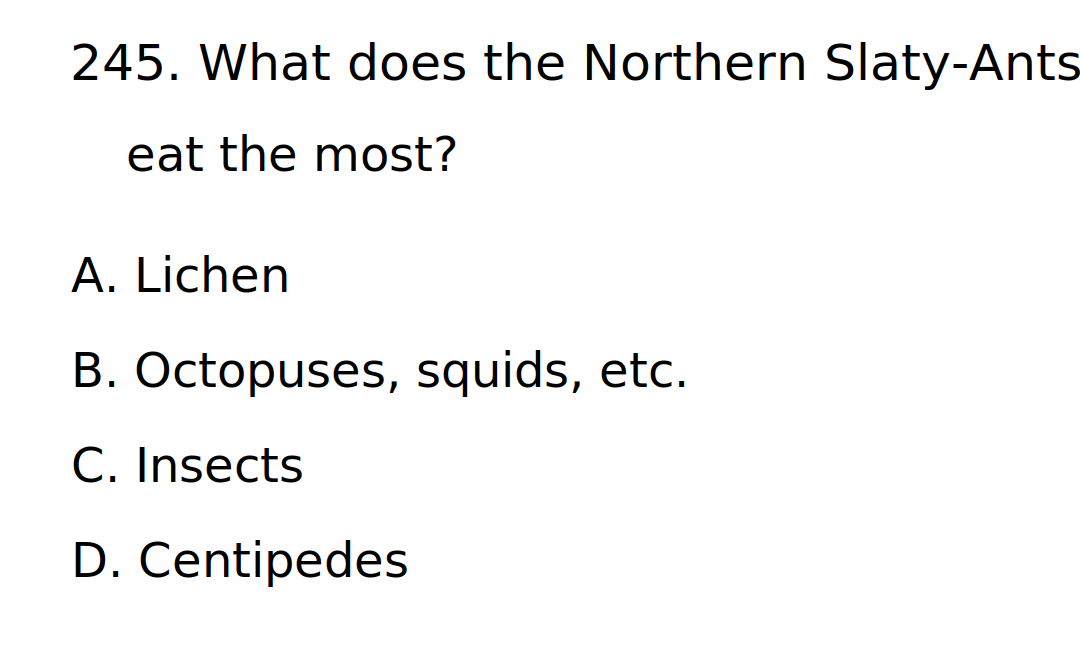 245. What does the Northern Slaty-Ants
eat the most?
A. Lichen
B. Octopuses, squids, etc.
C. Insects
D. Centipedes